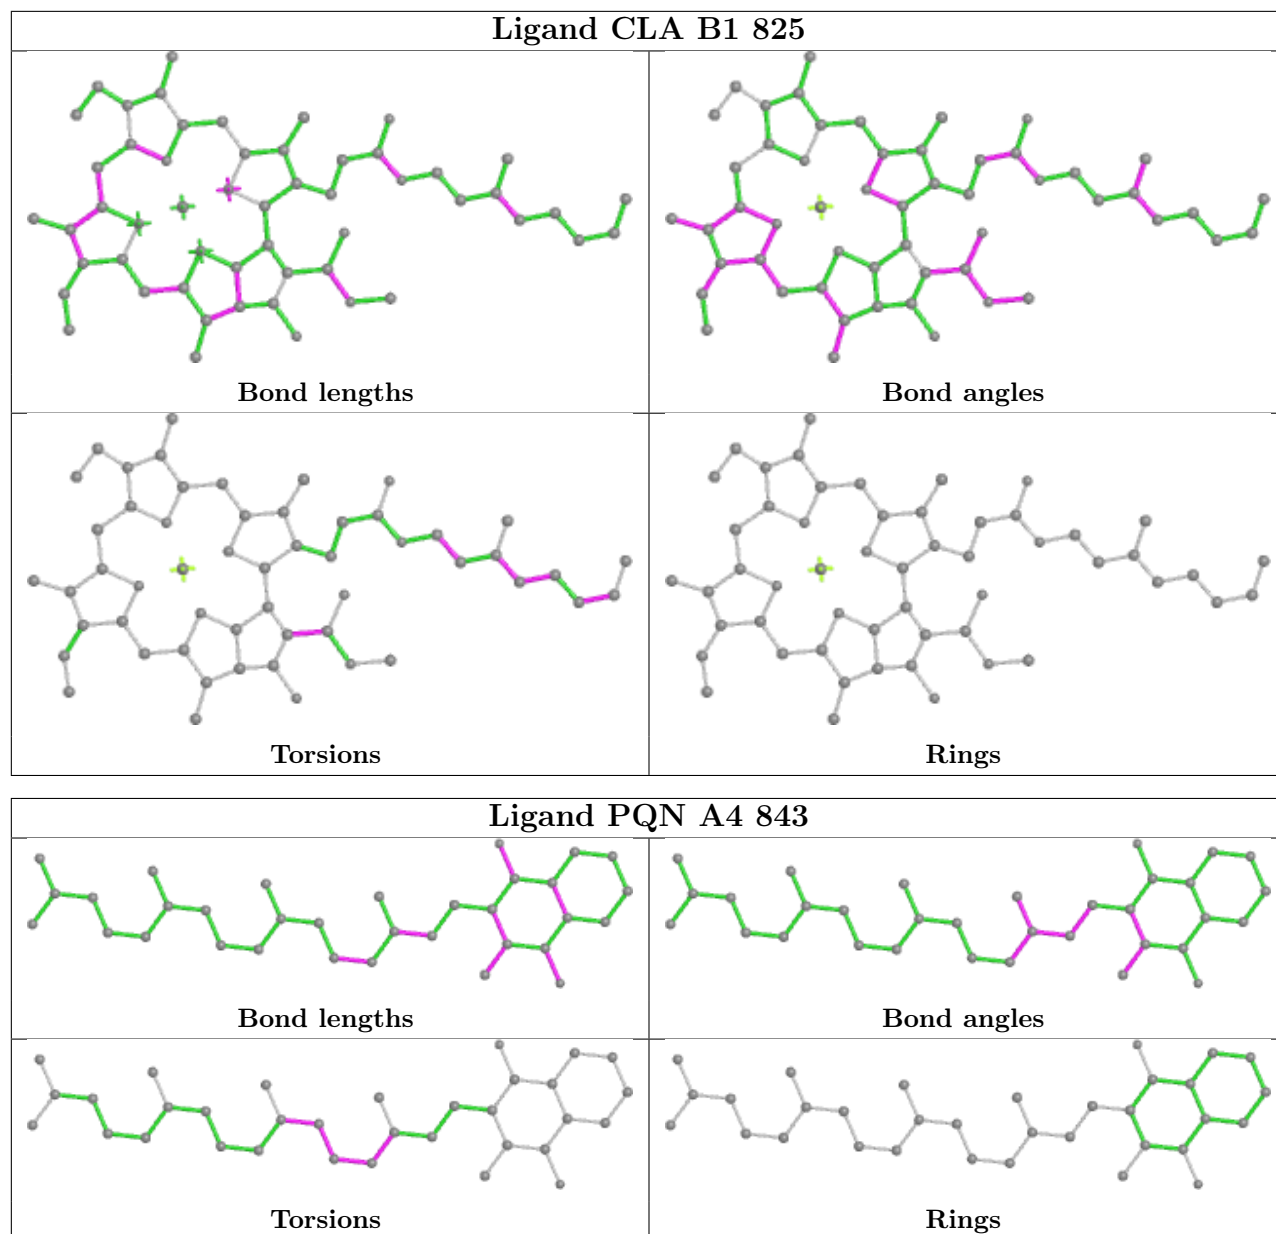 Ligand CLA B1 825
Bond lengths
Bond angles
Torsions
Rings
Ligand PQN A4 843
Bond lengths
Bond angles
Torsions
Rings